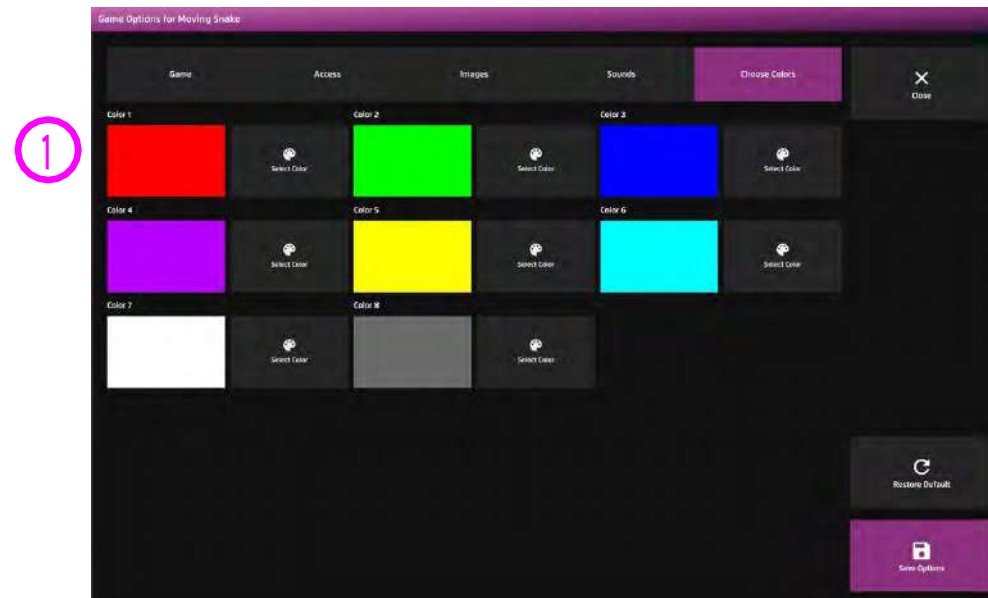 Game Options for Moving Snake
Game Access Images Sounds Choose Colors
Close
1
Color 1 Color 2 Color 3
Select Color Select Color Select Color
Color 4 Color 5 Color 6
Select Color Select Color Select Color
Color 7 Color 8
Select Color Select Color
Restore Default
Save Options